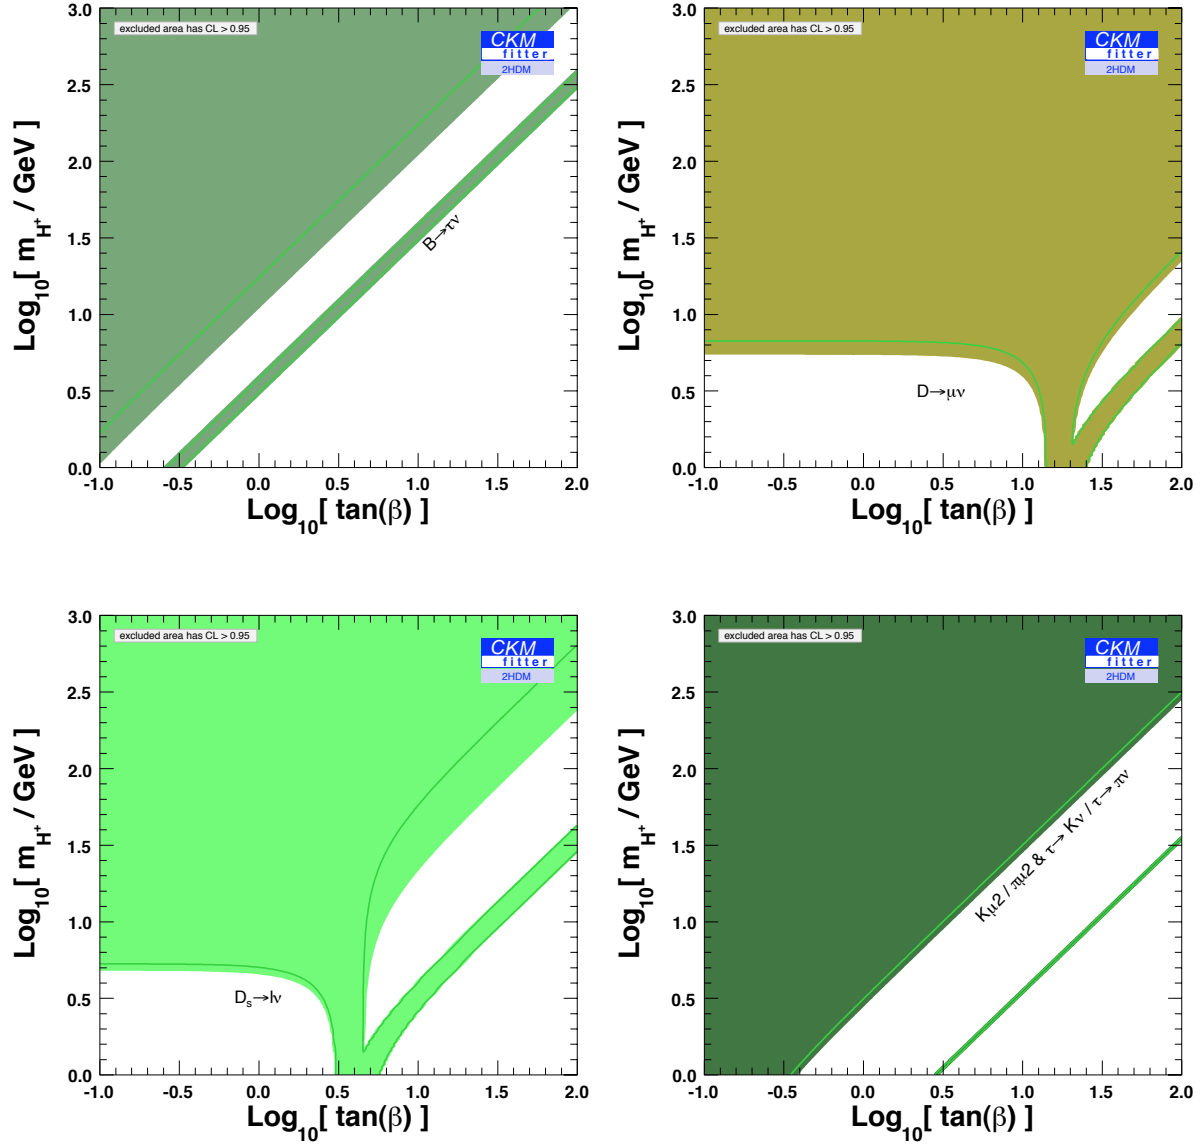 excluded area has CL > 0.95
CKM
fitter
2HDM
B→τν
Log10[ mH+ / GeV ]
3.0
2.5
2.0
1.5
1.0
0.5
0.0
-1.0 -0.5 0.0 0.5 1.0 1.5 2.0
Log10[ tan(β) ]
excluded area has CL > 0.95
CKM
fitter
2HDM
D→μν
Log10[ mH+ / GeV ]
3.0
2.5
2.0
1.5
1.0
0.5
0.0
-1.0 -0.5 0.0 0.5 1.0 1.5 2.0
Log10[ tan(β) ]
excluded area has CL > 0.95
CKM
fitter
2HDM
Ds→lν
Log10[ mH+ / GeV ]
3.0
2.5
2.0
1.5
1.0
0.5
0.0
-1.0 -0.5 0.0 0.5 1.0 1.5 2.0
Log10[ tan(β) ]
excluded area has CL > 0.95
CKM
fitter
2HDM
Kμ2 / πμ2 & τ→ Kν / τ→ πν
Log10[ mH+ / GeV ]
3.0
2.5
2.0
1.5
1.0
0.5
0.0
-1.0 -0.5 0.0 0.5 1.0 1.5 2.0
Log10[ tan(β) ]